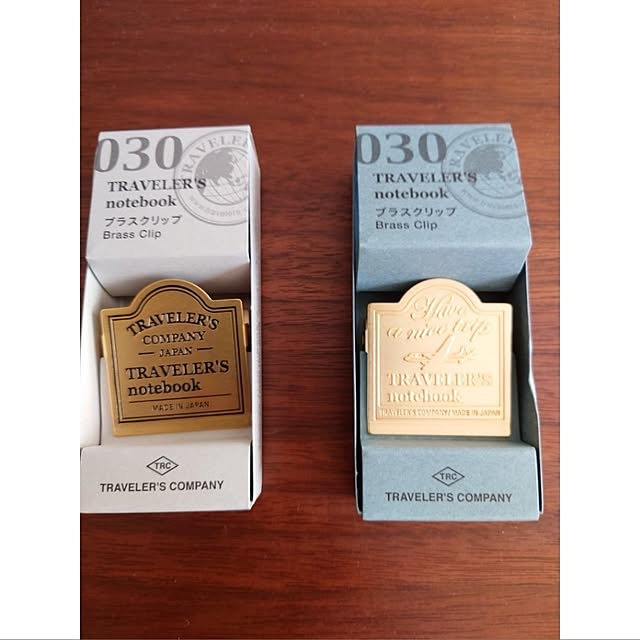 030
TRAVELER'S
notebook
ブラスクリップ
Brass Clip
TRAVELER'S
COMPANY
JAPAN
TRAVELER'S
notebook
MADE IN JAPAN
TRC
TRAVELER'S COMPANY
030
TRAVELER'S
notebook
ブラスクリップ
Brass Clip
Have
a nice trip
TRAVELER'S
notebook
TRAVELER'S COMPANY MADE IN JAPAN
TRC
TRAVELER'S COMPANY